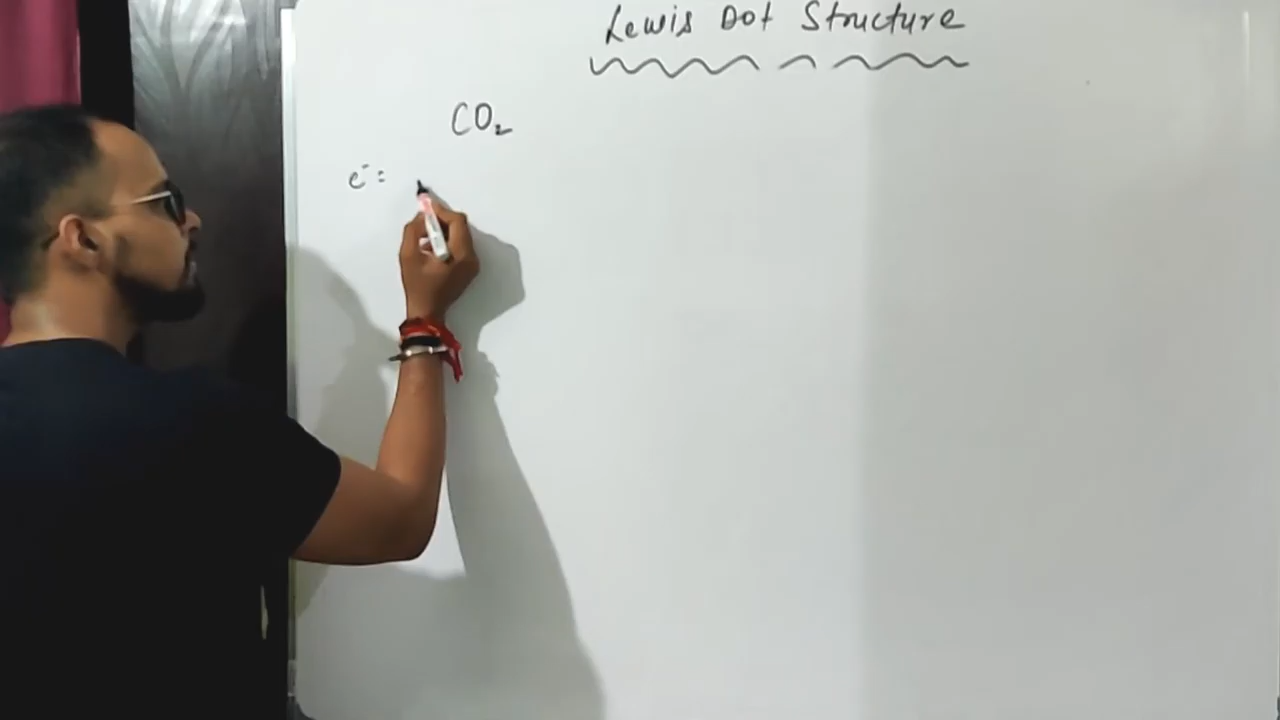 Lewis Dot Structure
CO₂
e⁻ :